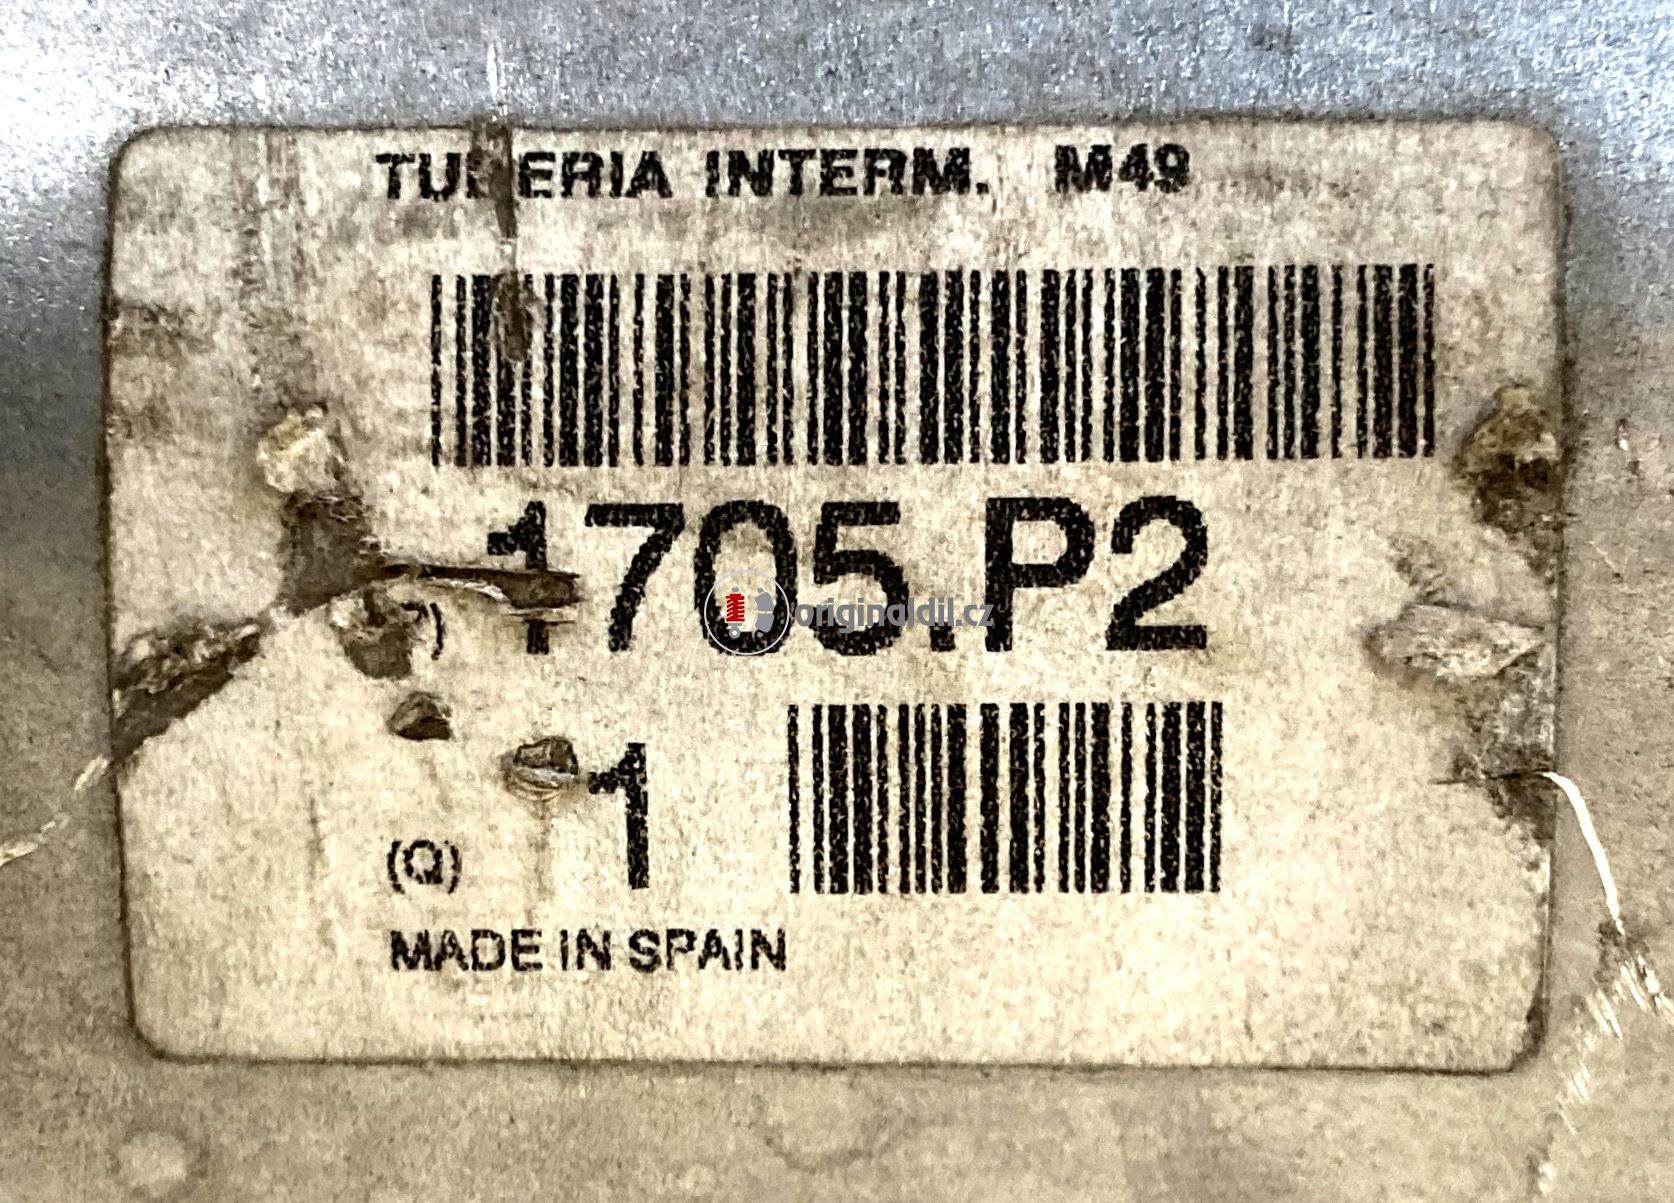 TUBERIA INTERM. M49
1705.P2
originaldil.cz
1
(Q)
MADE IN SPAIN